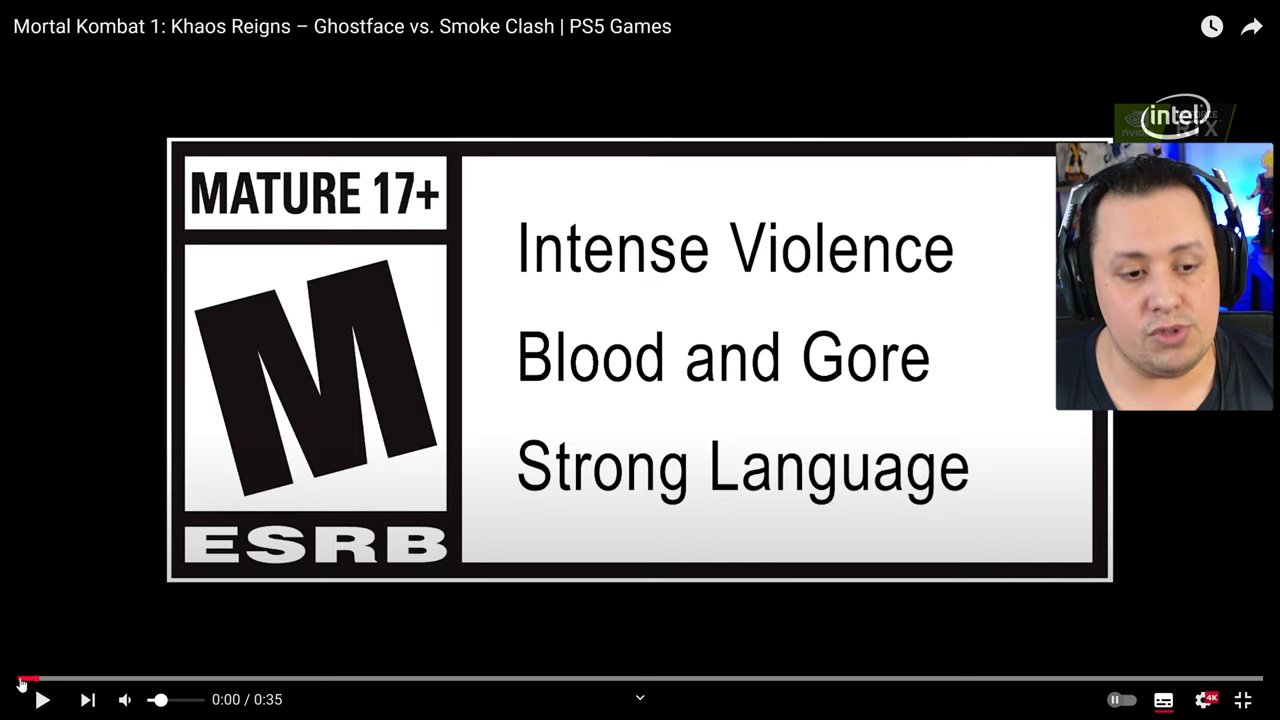 Mortal Kombat 1: Khaos Reigns – Ghostface vs. Smoke Clash | PS5 Games
intel
RTX
MATURE 17+
M
ESRB
Intense Violence
Blood and Gore
Strong Language
0:00 / 0:35
4K